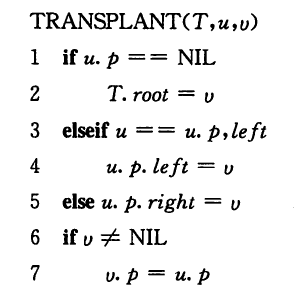 TRANSPLANT(T,u,υ)
1 if u. p == NIL
2 T. root = υ
3 elseif u == u. p,left
4 u. p. left = υ
5 else u. p. right = υ
6 if υ ≠ NIL
7 υ. p = u. p